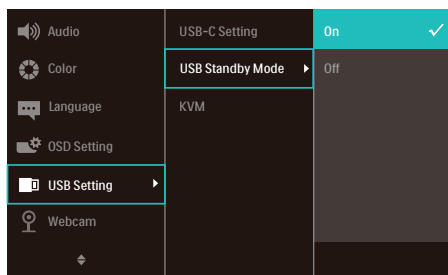 Audio
Color
Language
OSD Setting
USB Setting
Webcam
USB-C Setting
USB Standby Mode
KVM
On
Off